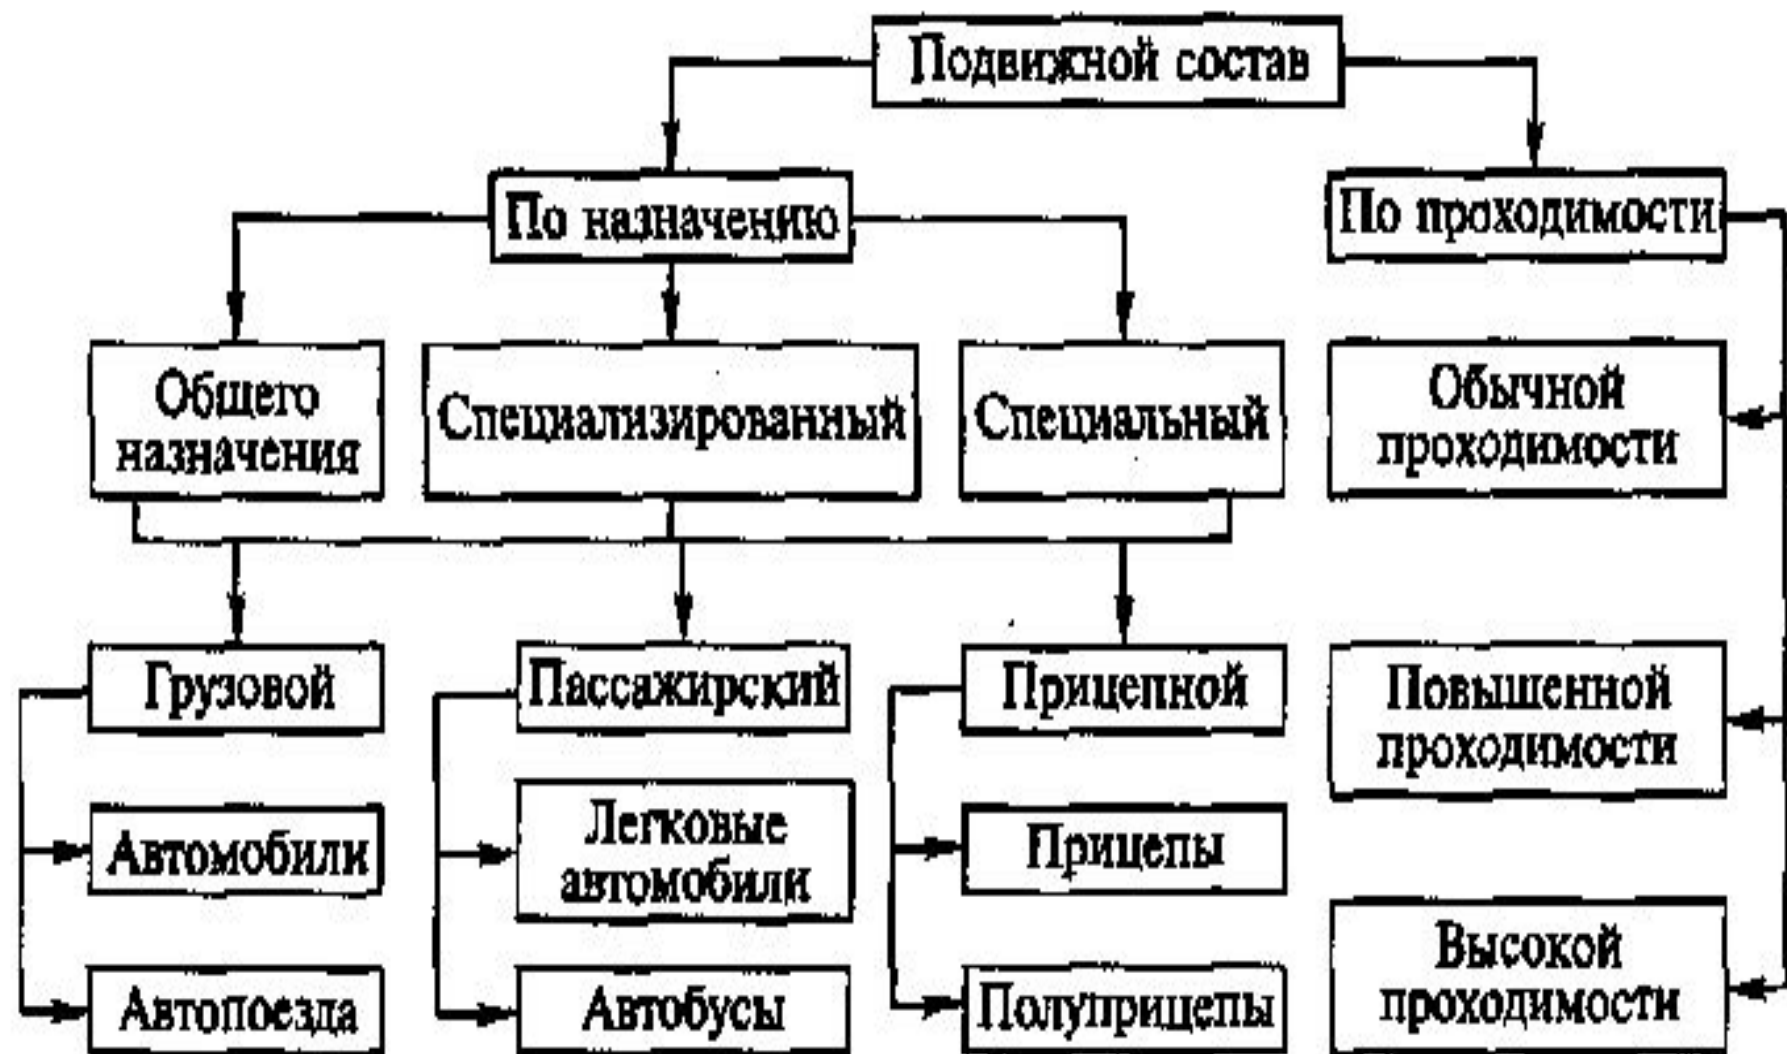 Подвижной состав
По назначению
По проходимости
Общего
назначения
Специализированный
Специальный
Обычной
проходимости
Грузовой
Пассажирский
Прицепной
Повышенной
проходимости
Автомобили
Легковые
автомобили
Прицепы
Автопоезда
Автобусы
Полуприцепы
Высокой
проходимости